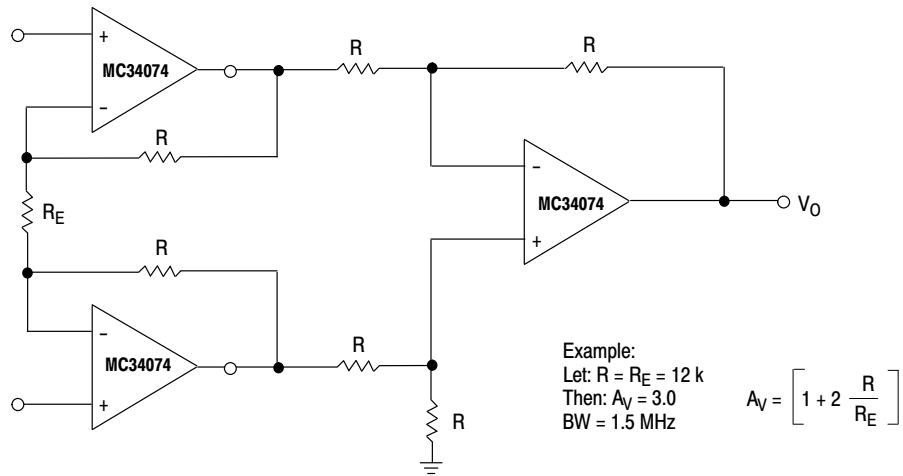 +
MC34074
−
R
R
R
R_E
−
MC34074
+
V_O
R
−
MC34074
+
R
R
Example:
Let: R = R_E = 12 k
Then: A_V = 3.0
BW = 1.5 MHz
A_V = [1 + 2 R/R_E]